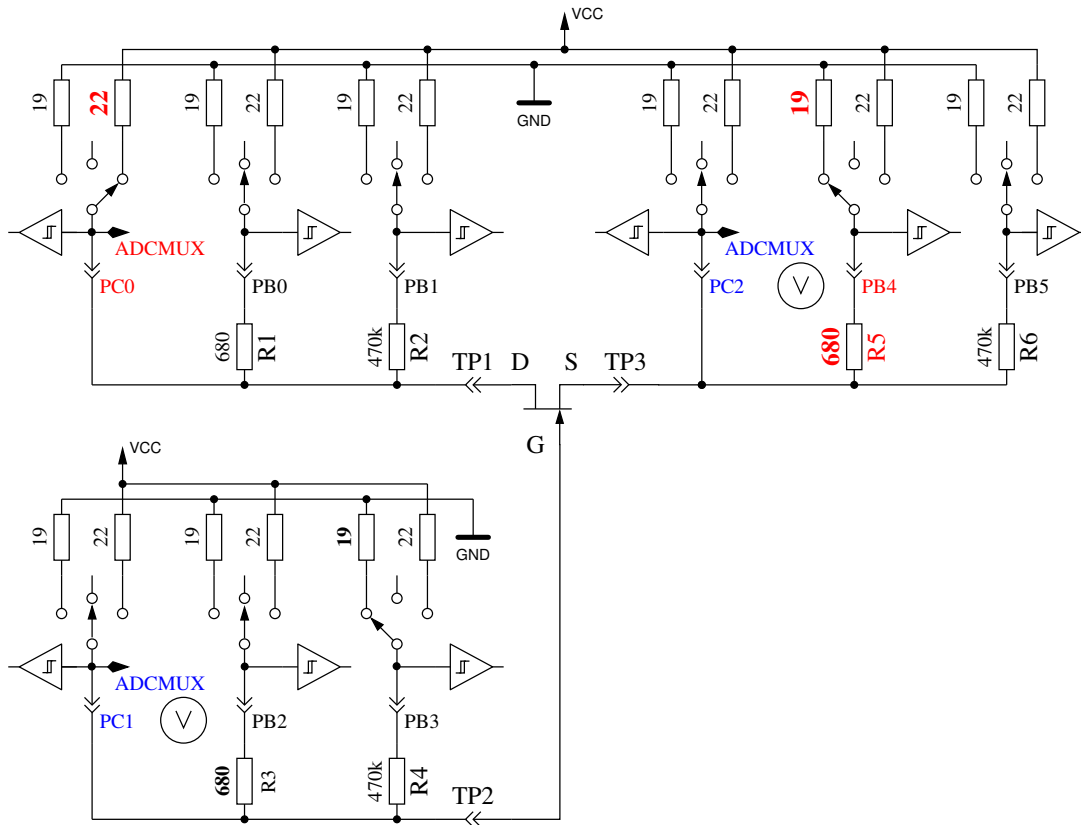 VCC
19
22
19
22
19
22
GND
19
22
19
22
19
22
ADCMUX
PC0
PB0
PB1
ADCMUX
PC2
V
PB4
PB5
680
R1
470k
R2
680
R5
470k
R6
TP1
D
S
TP3
G
VCC
19
22
19
22
19
22
GND
ADCMUX
PC1
V
PB2
PB3
680
R3
470k
R4
TP2